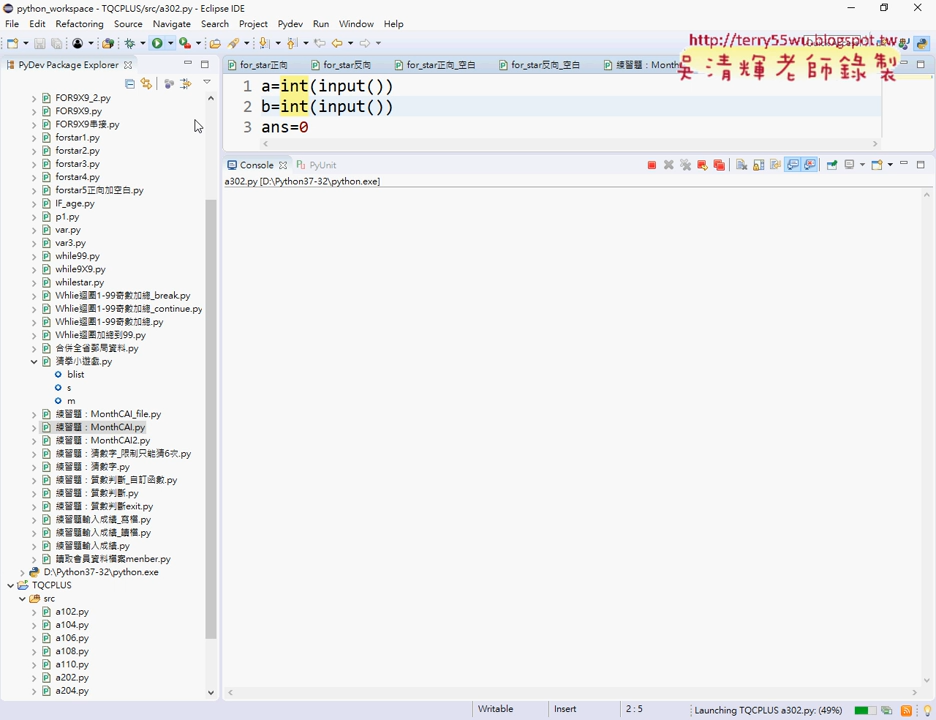 python_workspace - TQCPLUS/src/a302.py - Eclipse IDE
File Edit Refactoring Source Navigate Search Project Pydev Run Window Help
http://terry55wu.blogspot.tw
吳清輝老師錄製
PyDev Package Explorer
for_star正向 for_star反向 for_star正向_空白 for_star反向_空白 練習題：Month
1 a=int(input())
2 b=int(input())
3 ans=0
Console PyUnit
a302.py [D:\Python37-32\python.exe]
FOR9X9_2.py
FOR9X9.py
FOR9X9串接.py
forstar1.py
forstar2.py
forstar3.py
forstar4.py
forstar5正向加空白.py
IF_age.py
p1.py
var.py
var3.py
while99.py
while9X9.py
whilestar.py
Whlie迴圈1-99奇數加總_break.py
Whlie迴圈1-99奇數加總_continue.py
Whlie迴圈1-99奇數加總.py
Whlie迴圈加總到99.py
合併全省郵局資料.py
猜學小遊戲.py
blist
s
m
練習題：MonthCAI_file.py
練習題：MonthCAI.py
練習題：MonthCAI2.py
練習題：猜數字_限制只能猜6次.py
練習題：猜數字.py
練習題：質數判斷_自訂函數.py
練習題：質數判斷.py
練習題：質數判斷exit.py
練習題輸入成績_寫檔.py
練習題輸入成績_讀檔.py
練習題輸入成績.py
讀取會員資料檔案menber.py
D:\Python37-32\python.exe
TQCPLUS
src
a102.py
a104.py
a106.py
a108.py
a110.py
a202.py
a204.py
Writable Insert 2 : 5 Launching TQCPLUS a302.py: (49%)